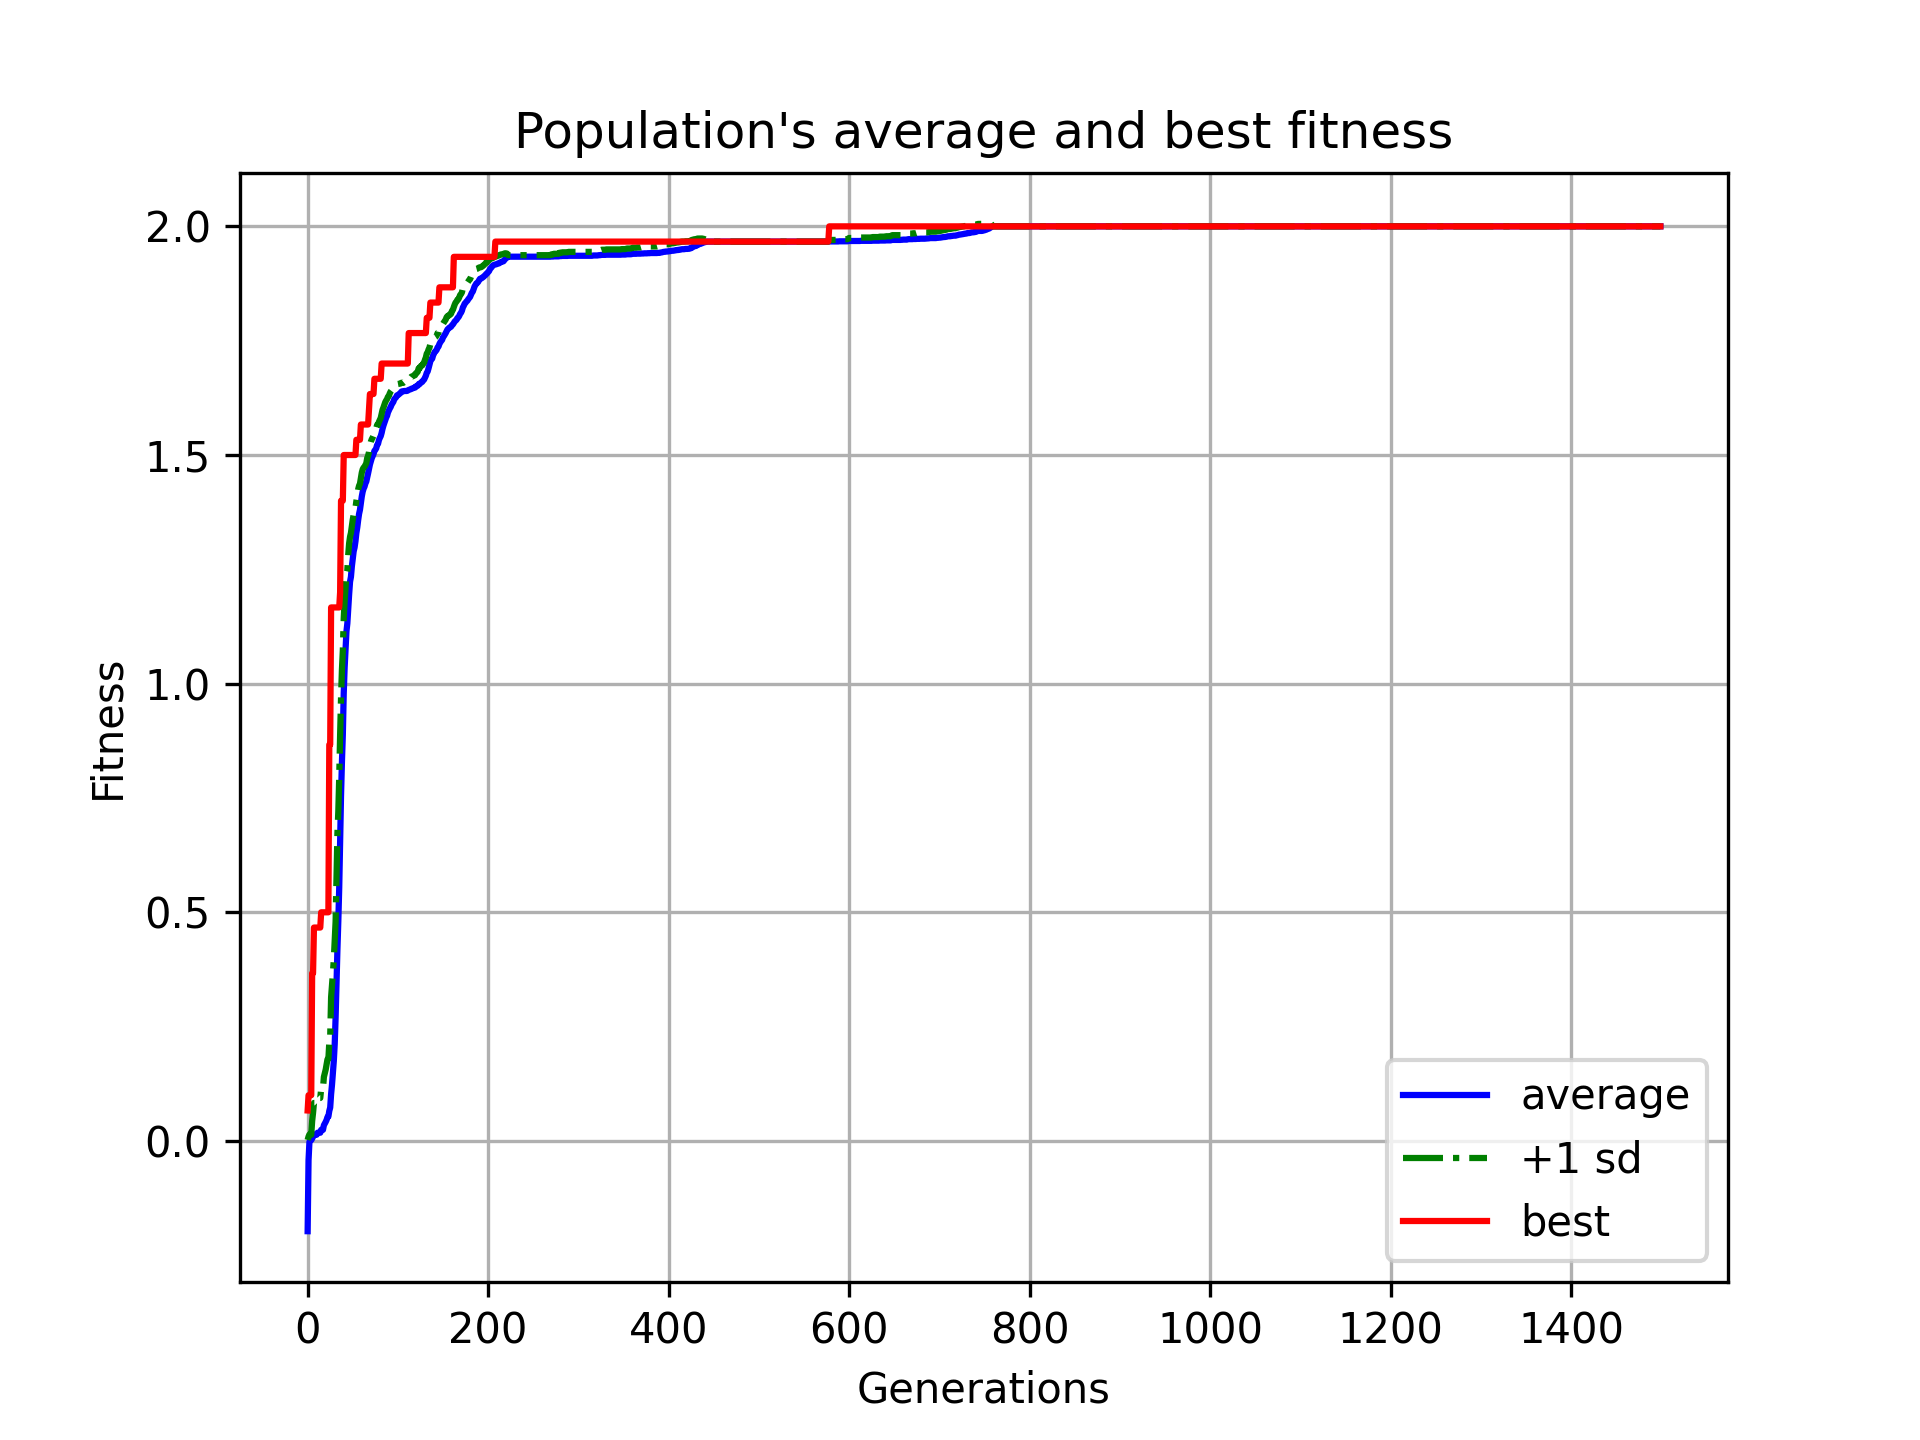 Population's average and best fitness
2.0
1.5
1.0
0.5
0.0
Fitness
0 200 400 600 800 1000 1200 1400
Generations
average
+1 sd
best